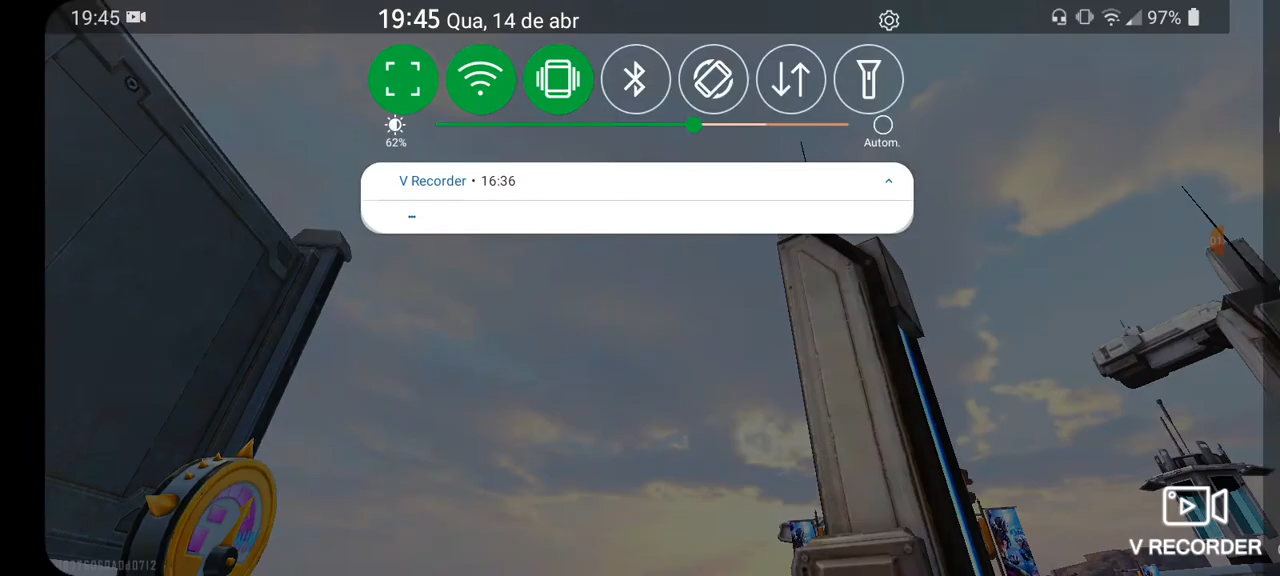 19:45
19:45 Qua, 14 de abr
97%
62%
Autom.
V Recorder • 16:36
V RECORDER